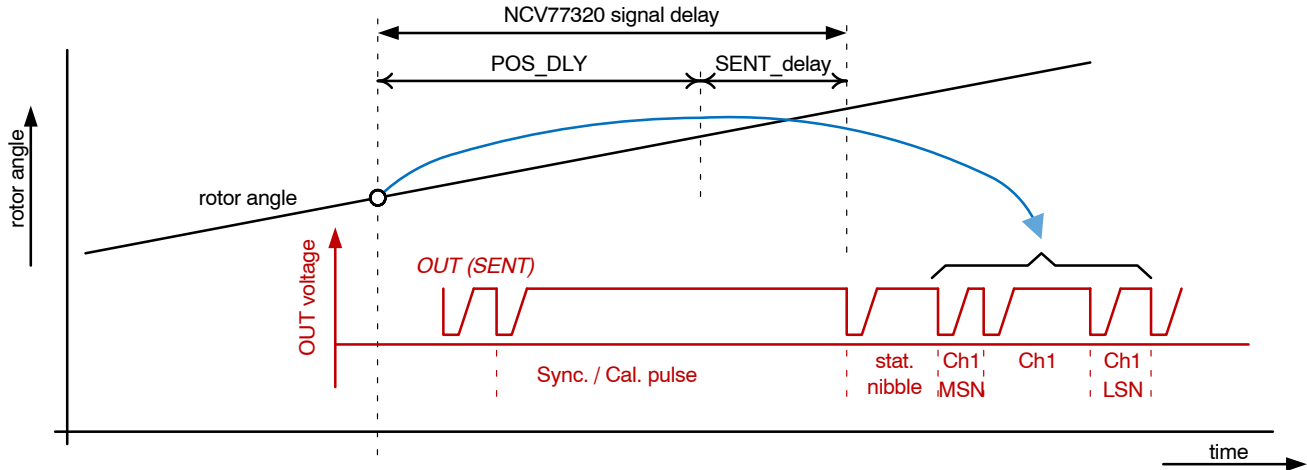 NCV77320 signal delay
POS_DLY
SENT_delay
rotor angle
rotor angle
OUT voltage
OUT (SENT)
Sync. / Cal. pulse
stat.
nibble
Ch1
MSN
Ch1
Ch1
LSN
time